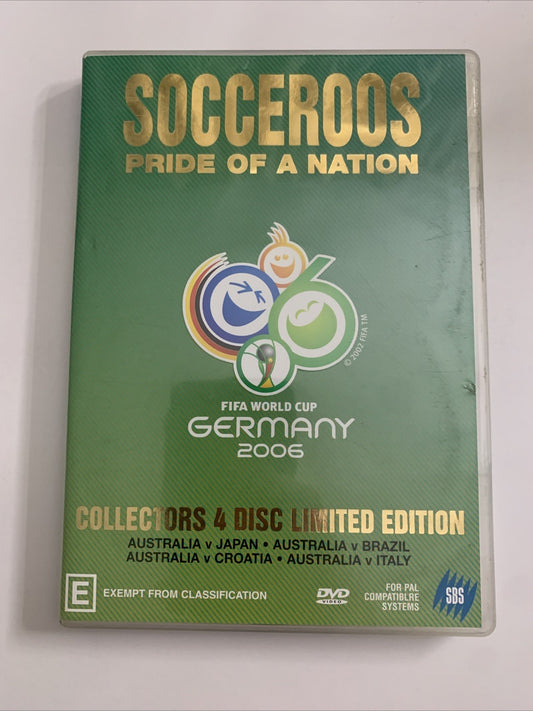 SOCCEROOS
PRIDE OF A NATION
© 2002 FIFA TM
FIFA WORLD CUP
GERMANY
2006
COLLECTORS 4 DISC LIMITED EDITION
AUSTRALIA v JAPAN • AUSTRALIA v BRAZIL
AUSTRALIA v CROATIA • AUSTRALIA v ITALY
E EXEMPT FROM CLASSIFICATION
DVD
VIDEO
FOR PAL
COMPATIBLRE
SYSTEMS
SBS